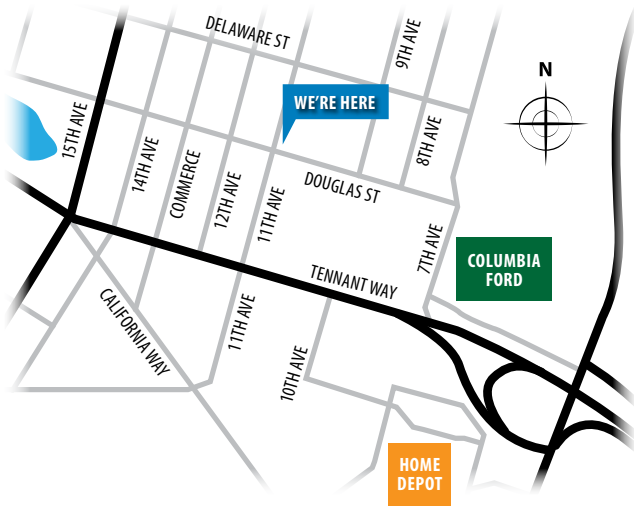 DELAWARE ST
9TH AVE
N
WE'RE HERE
15TH AVE
14TH AVE
COMMERCE
12TH AVE
11TH AVE
8TH AVE
DOUGLAS ST
7TH AVE
COLUMBIA
FORD
TENNANT WAY
CALIFORNIA WAY
11TH AVE
10TH AVE
HOME
DEPOT